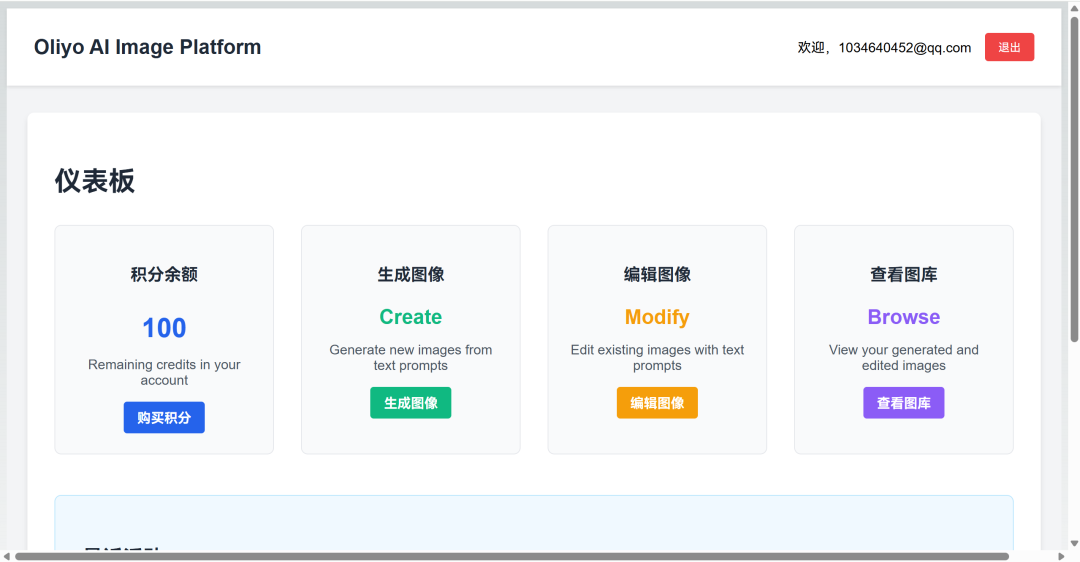 Oliyo AI Image Platform
欢迎，1034640452@qq.com
退出
仪表板
积分余额
100
Remaining credits in your
account
购买积分
生成图像
Create
Generate new images from
text prompts
生成图像
编辑图像
Modify
Edit existing images with text
prompts
编辑图像
查看图库
Browse
View your generated and
edited images
查看图库